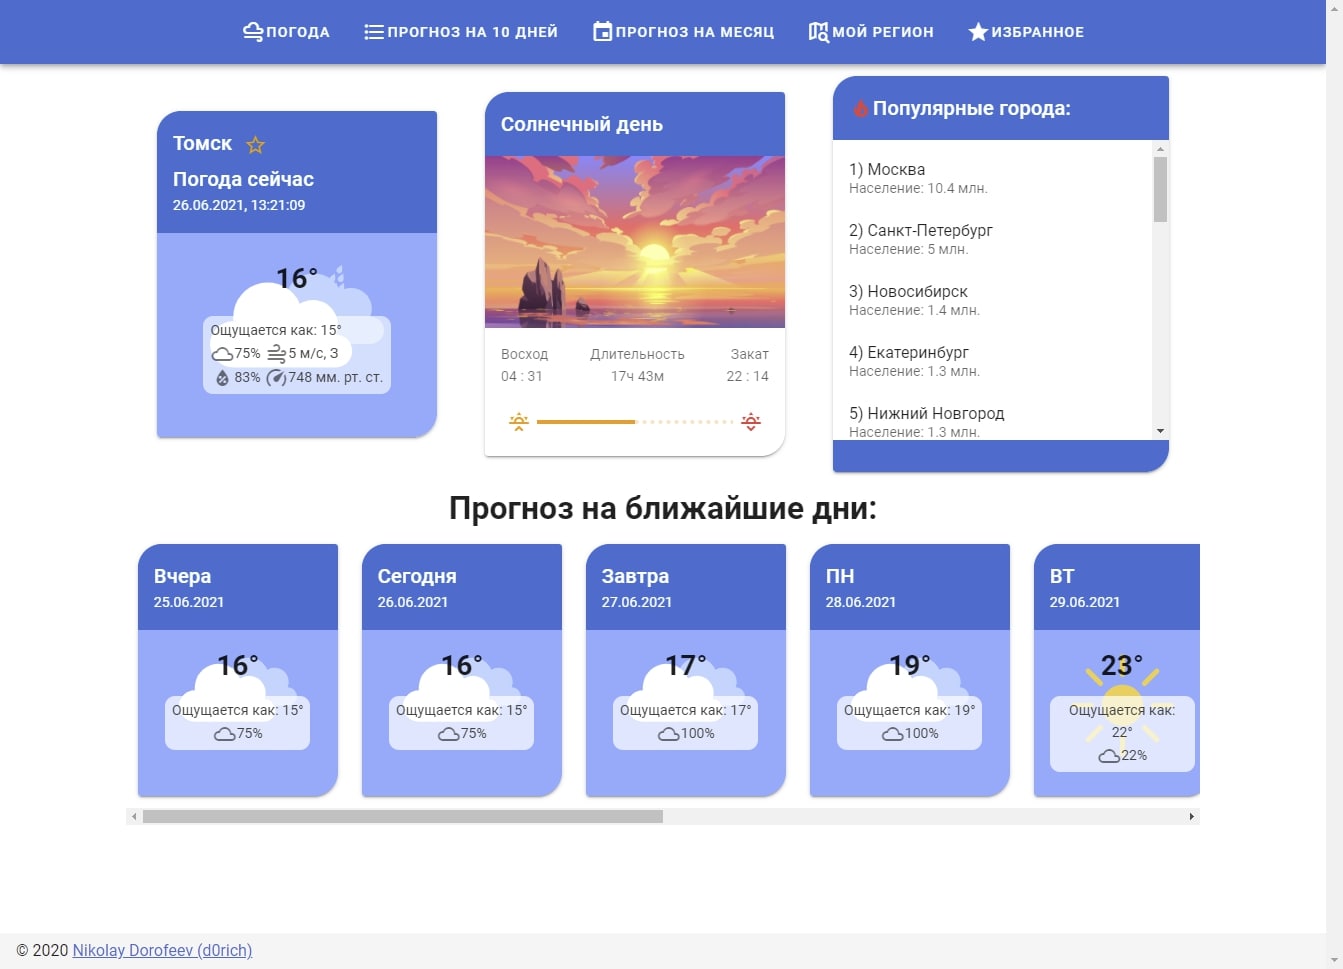 ПОГОДА ПРОГНОЗ НА 10 ДНЕЙ ПРОГНОЗ НА МЕСЯЦ МОЙ РЕГИОН ИЗБРАННОЕ
Томск
Погода сейчас
26.06.2021, 13:21:09
16°
Ощущается как: 15°
75% 5 м/с, З
83% 748 мм. рт. ст.
Солнечный день
Восход Длительность Закат
04 : 31 17ч 43м 22 : 14
Популярные города:
1) Москва
Население: 10.4 млн.
2) Санкт-Петербург
Население: 5 млн.
3) Новосибирск
Население: 1.4 млн.
4) Екатеринбург
Население: 1.3 млн.
5) Нижний Новгород
Население: 1.3 млн.
Прогноз на ближайшие дни:
Вчера
25.06.2021
16°
Ощущается как: 15°
75%
Сегодня
26.06.2021
16°
Ощущается как: 15°
75%
Завтра
27.06.2021
17°
Ощущается как: 17°
100%
ПН
28.06.2021
19°
Ощущается как: 19°
100%
ВТ
29.06.2021
23°
Ощущается как:
22°
22%
© 2020 Nikolay Dorofeev (d0rich)